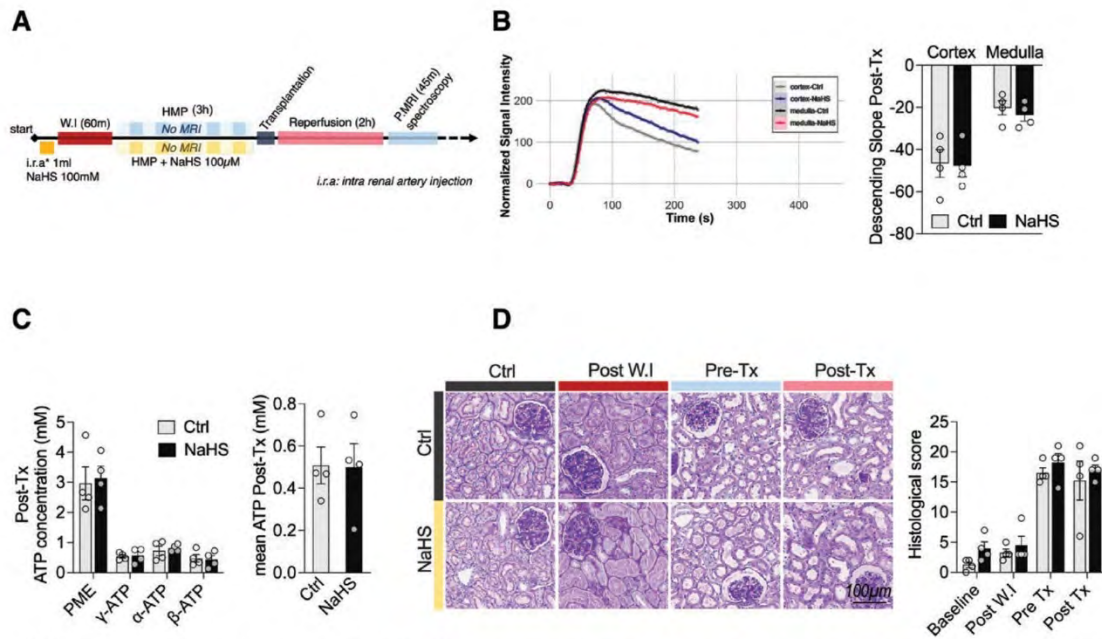 A
Transplantation
P.MRI (45m)
spectroscopy
HMP (3h)
W.I (60m)
No MRI
Reperfusion (2h)
start
No MRI
i.r.a* 1ml
NaHS 100mM
HMP + NaHS 100µM
i.r.a: intra renal artery injection
B
Normalized Signal Intensity
200
100
0
0
100
200
300
400
Time (s)
cortex-Ctrl
cortex-NaHS
medulla-Ctrl
medulla-NaHS
Cortex Medulla
Descending Slope Post-Tx
0
-20
-40
-60
-80
Ctrl NaHS
C
Post-Tx
ATP concentration (mM)
5
4
3
2
1
0
Ctrl
NaHS
PME
γ-ATP
α-ATP
β-ATP
mean ATP Post-Tx (mM)
0.8
0.6
0.4
0.2
0.0
Ctrl
NaHS
D
Ctrl Post W.I Pre-Tx Post-Tx
Ctrl
NaHS
100µm
Histological score
25
20
15
10
5
0
Baseline
Post W.I
Pre Tx
Post Tx